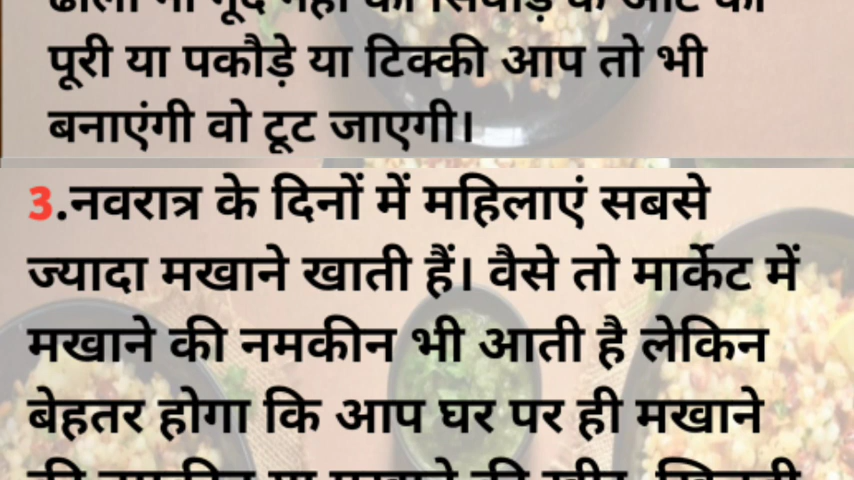 पूरी या पकौड़े या टिक्की आप तो भी
बनाएंगी वो टूट जाएगी।
3.नवरात्र के दिनों में महिलाएं सबसे
ज्यादा मखाने खाती हैं। वैसे तो मार्केट में
मखाने की नमकीन भी आती है लेकिन
बेहतर होगा कि आप घर पर ही मखाने